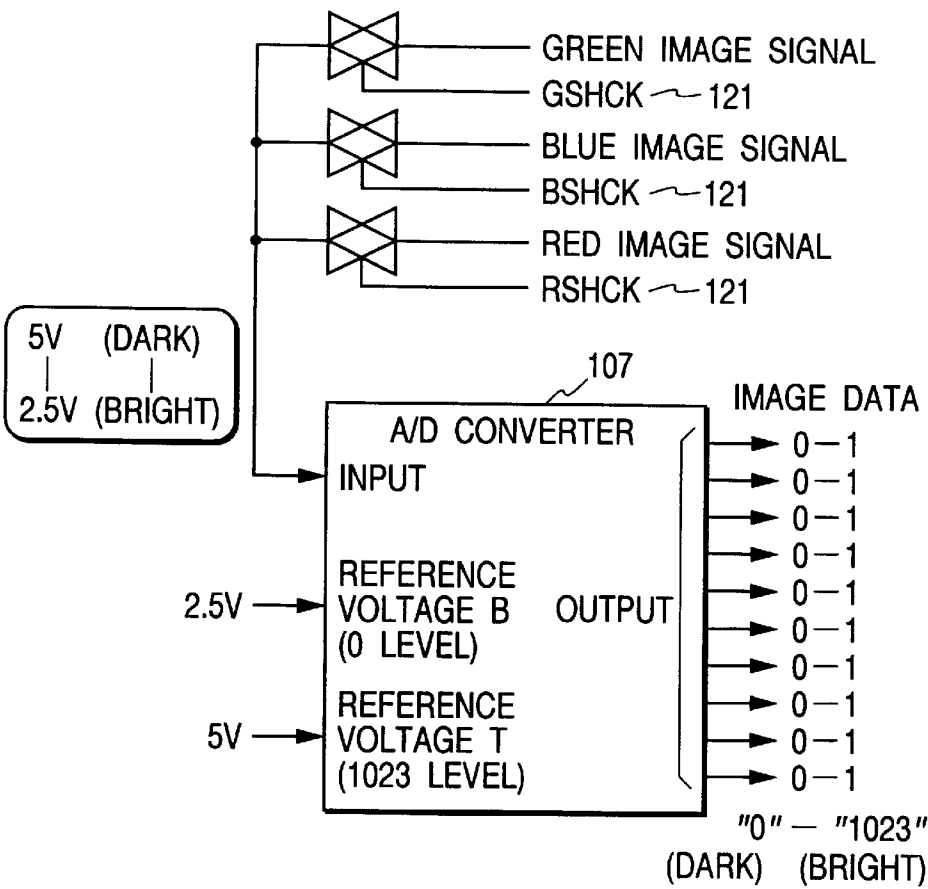 GREEN IMAGE SIGNAL
GSHCK 121
BLUE IMAGE SIGNAL
BSHCK 121
RED IMAGE SIGNAL
RSHCK 121
5V (DARK)
2.5V (BRIGHT)
107
IMAGE DATA
A/D CONVERTER
0—1
INPUT
0—1
0—1
0—1
REFERENCE
0—1
2.5V
VOLTAGE B
OUTPUT
0—1
(0 LEVEL)
0—1
REFERENCE
0—1
5V
VOLTAGE T
0—1
(1023 LEVEL)
0—1
"0" — "1023"
(DARK) (BRIGHT)